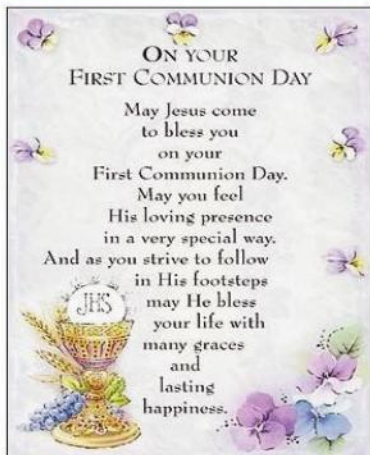 ON YOUR
FIRST COMMUNION DAY
May Jesus come
to bless you
on your
First Communion Day.
May you feel
His loving presence
in a very special way.
And as you strive to follow
in His footsteps
may He bless
your life with
many graces
and
lasting
happiness.
JHS